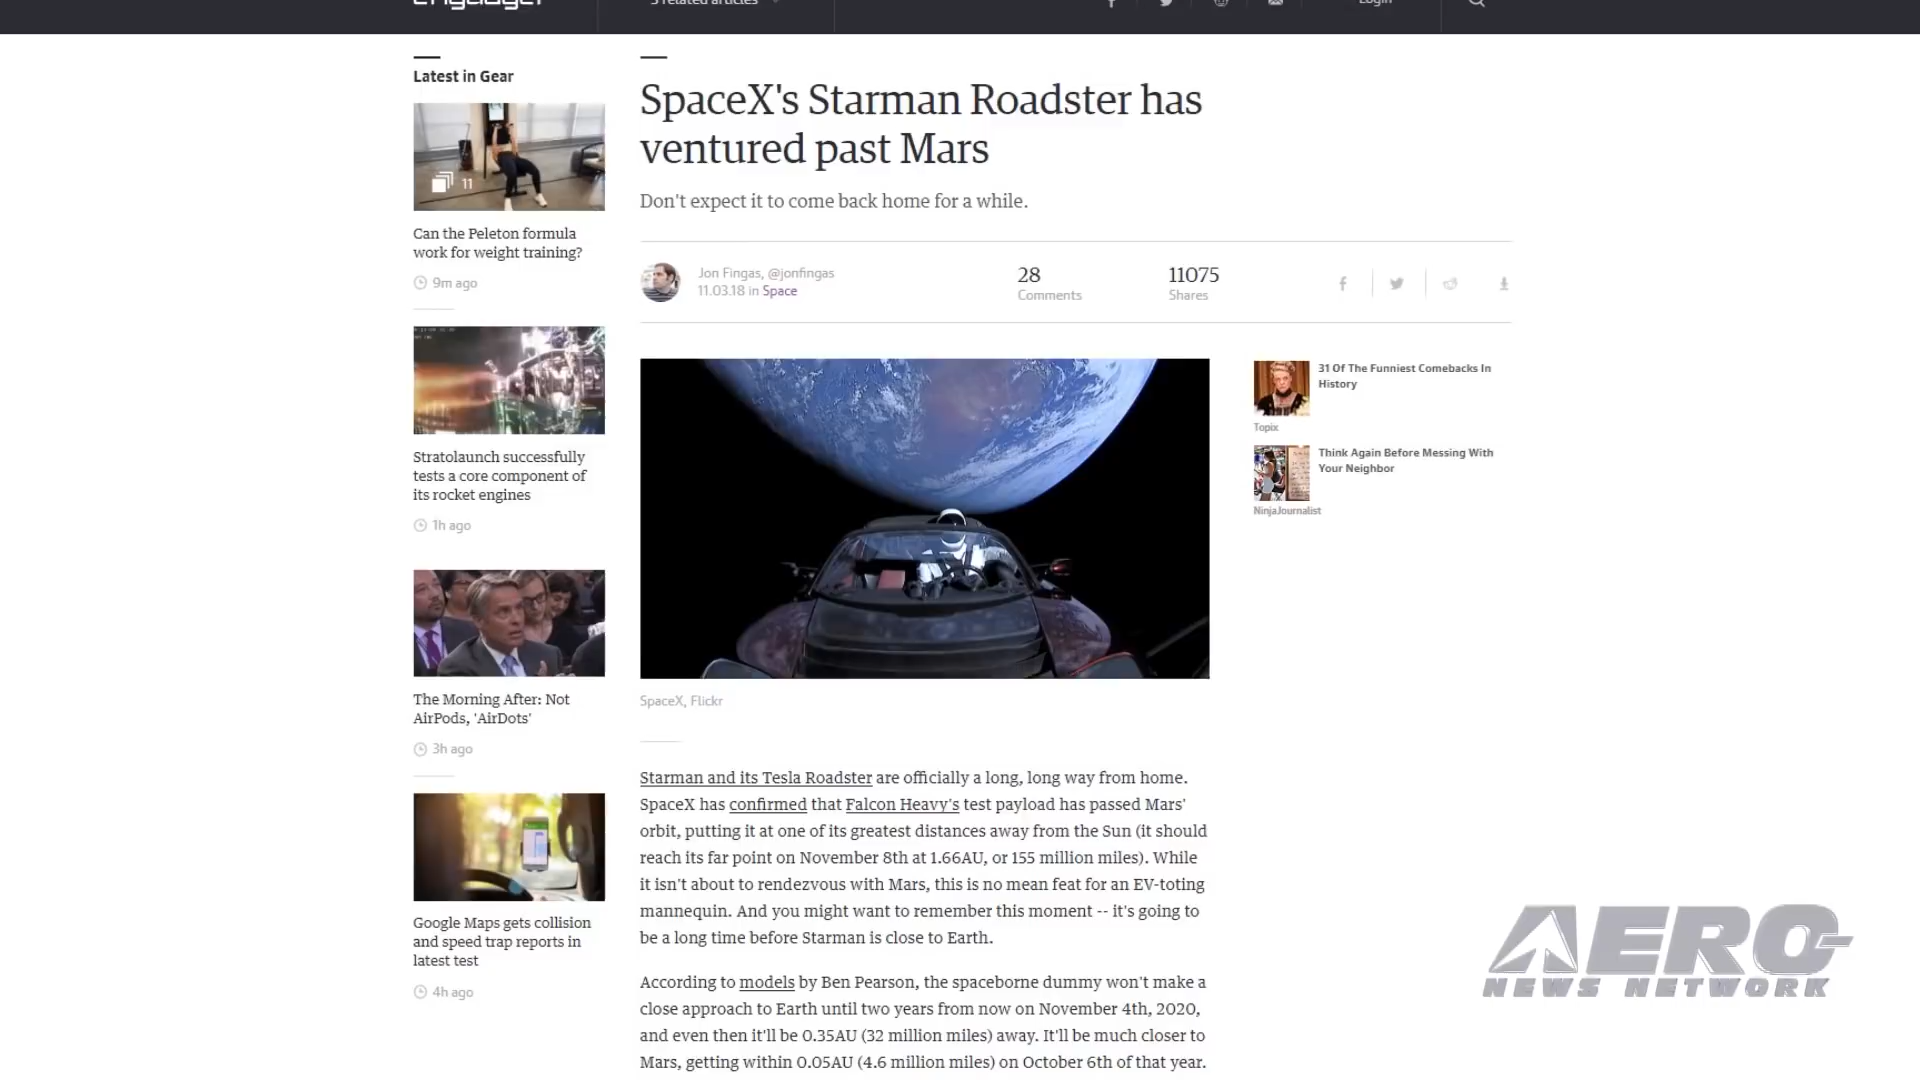 engadget
5 related articles
Login
Latest in Gear
11
Can the Peleton formula
work for weight training?
9m ago
Stratolaunch successfully
tests a core component of
its rocket engines
1h ago
The Morning After: Not
AirPods, 'AirDots'
3h ago
Google Maps gets collision
and speed trap reports in
latest test
4h ago
SpaceX's Starman Roadster has
ventured past Mars
Don't expect it to come back home for a while.
Jon Fingas, @jonfingas
11.03.18 in Space
28
Comments
11075
Shares
SpaceX, Flickr
Starman and its Tesla Roadster are officially a long, long way from home.
SpaceX has confirmed that Falcon Heavy's test payload has passed Mars'
orbit, putting it at one of its greatest distances away from the Sun (it should
reach its far point on November 8th at 1.66AU, or 155 million miles). While
it isn't about to rendezvous with Mars, this is no mean feat for an EV-toting
mannequin. And you might want to remember this moment -- it's going to
be a long time before Starman is close to Earth.
According to models by Ben Pearson, the spaceborne dummy won't make a
close approach to Earth until two years from now on November 4th, 2020,
and even then it'll be 0.35AU (32 million miles) away. It'll be much closer to
Mars, getting within 0.05AU (4.6 million miles) on October 6th of that year.
31 Of The Funniest Comebacks In
History
Topix
Think Again Before Messing With
Your Neighbor
NinjaJournalist
AERO-
NEWS NETWORK